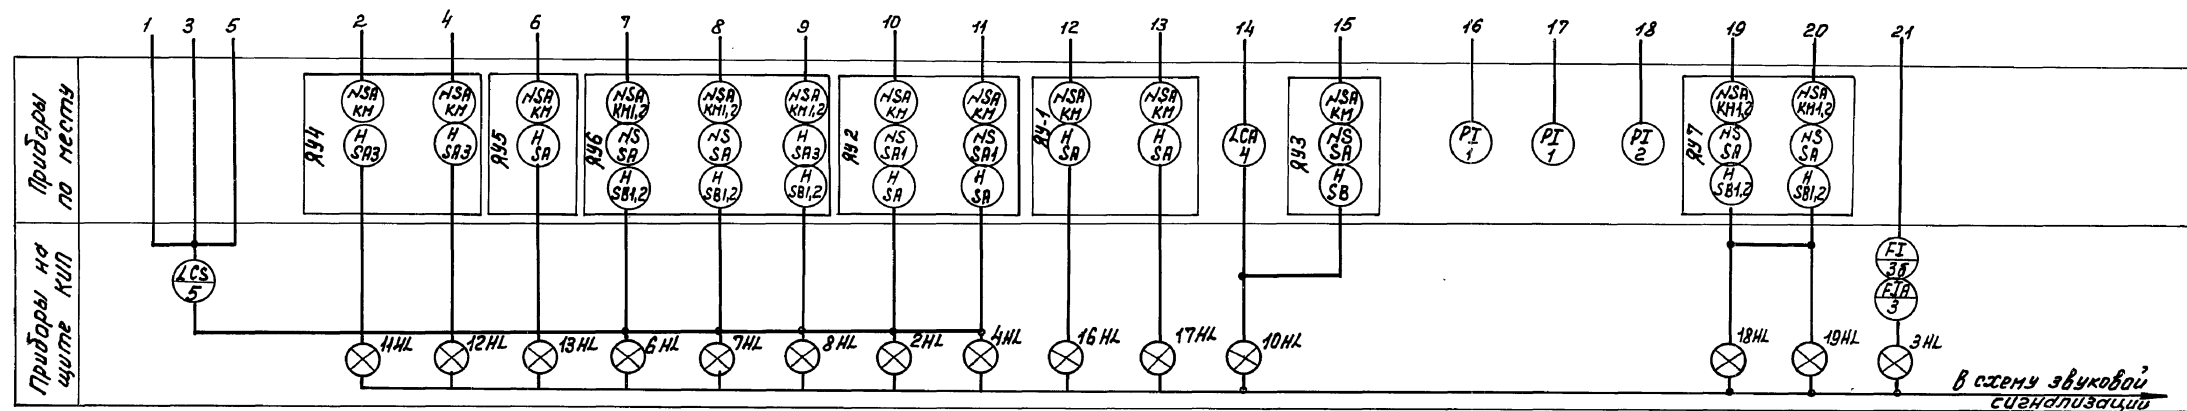 1 3 5 2 4 6 7 8 9 10 11 12 13 14 15 16 17 18 19 20 21
Приборы
по месту
ЯУ4
NSA
KM
H
SA3
NSA
KM
H
SA3
ЯУ5
NSA
KM
H
SA
ЯУ6
NSA
KM1,2
NS
SA
H
SB1,2
NSA
KM1,2
NS
SA
H
SB1,2
NSA
KM1,2
H
SA3
H
SB1,2
ЯУ2
NSA
KM
NS
SA1
H
SA
NSA
KM
NS
SA1
H
SA
ЯУ-1
NSA
KM
H
SA
NSA
KM
H
SA
LCA
4
ЯУ3
NSA
KM
NS
SA
H
SB
PI
1
PI
1
PI
2
ЯУ7
NSA
KM1,2
NS
SA
H
SB1,2
NSA
KM1,2
NS
SA
H
SB1,2
Приборы на
щите КИП
LCS
5
FI
3б
FIA
3
11HL 12HL 13HL 6HL 7HL 8HL 2HL 4HL 16HL 17HL 10HL 18HL 19HL 3HL
В схему звуковой
сигнализации